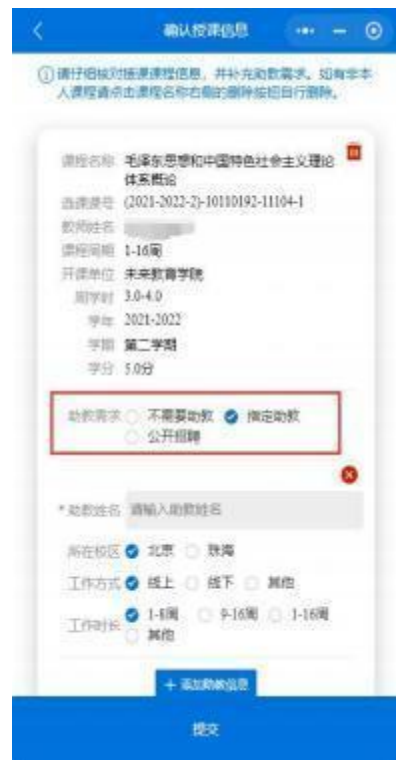 确认授课信息
请仔细核对授课课程信息，并补充助教需求。如有非本
人课程请点击课程名称右侧的删除按钮自行删除。
课程名称 毛泽东思想和中国特色社会主义理论
体系概论
选课课号 (2021-2022-2)-10110192-11104-1
教师姓名
课程周期 1-16周
开课单位 未来教育学院
周学时 3.0-4.0
学年 2021-2022
学期 第二学期
学分 5.0分
助教需求 不需要助教 指定助教
公开招聘
*助教姓名 请输入助教姓名
所在校区 北京 珠海
工作方式 线上 线下 其他
工作时长 1-8周 9-16周 1-16周
其他
+ 添加助教信息
提交